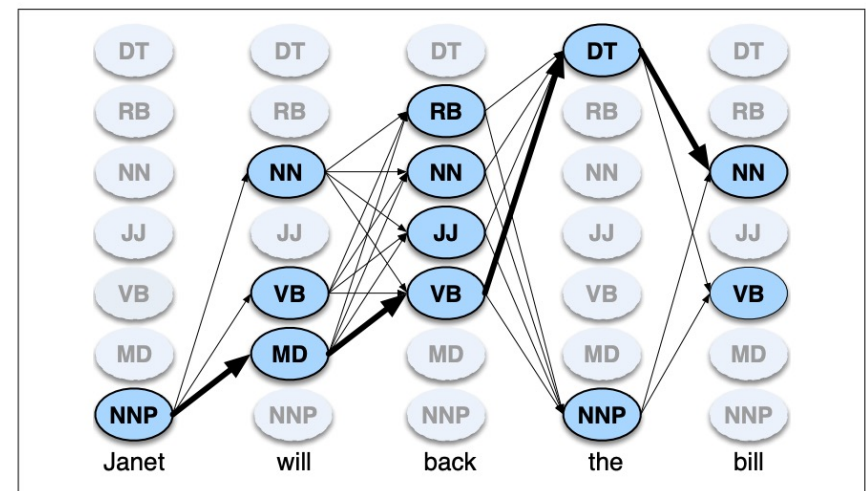 DT DT DT DT DT
RB RB RB RB RB
NN NN NN NN NN
JJ JJ JJ JJ JJ
VB VB VB VB VB
MD MD MD MD MD
NNP NNP NNP NNP NNP
Janet will back the bill